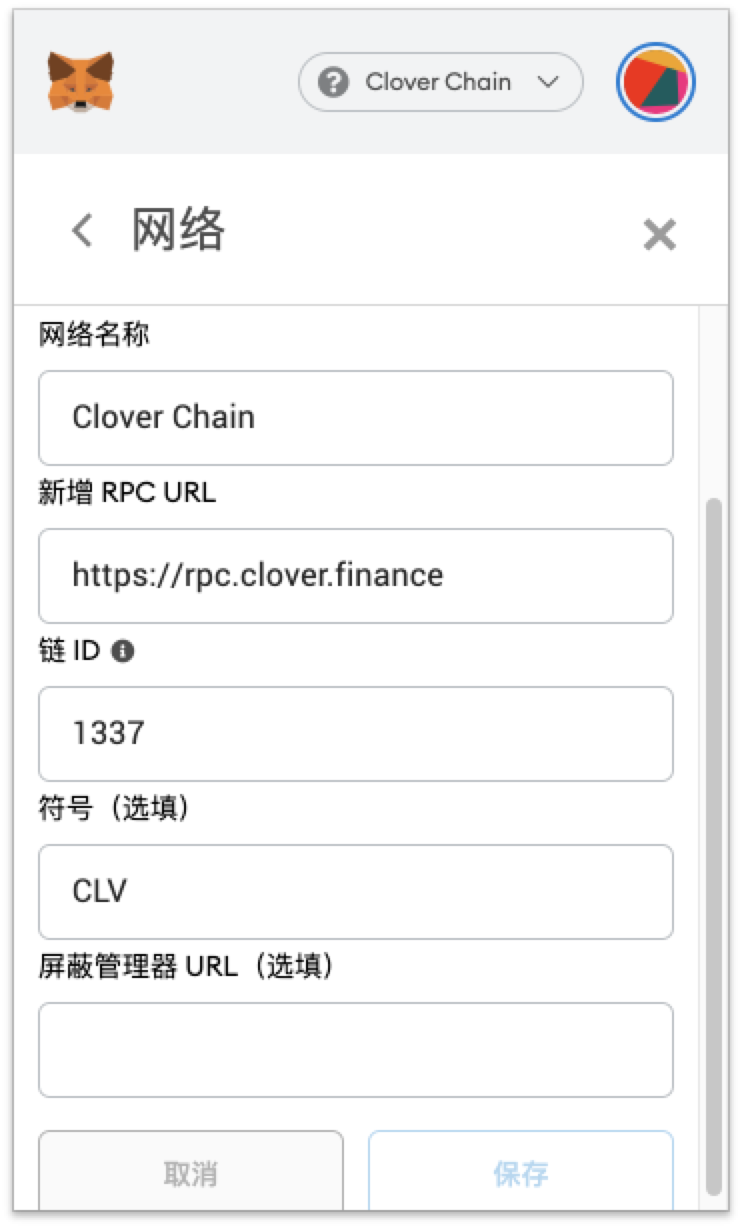 Clover Chain
网络
网络名称
Clover Chain
新增 RPC URL
https://rpc.clover.finance
链 ID
1337
符号（选填）
CLV
屏蔽管理器 URL（选填）
取消
保存